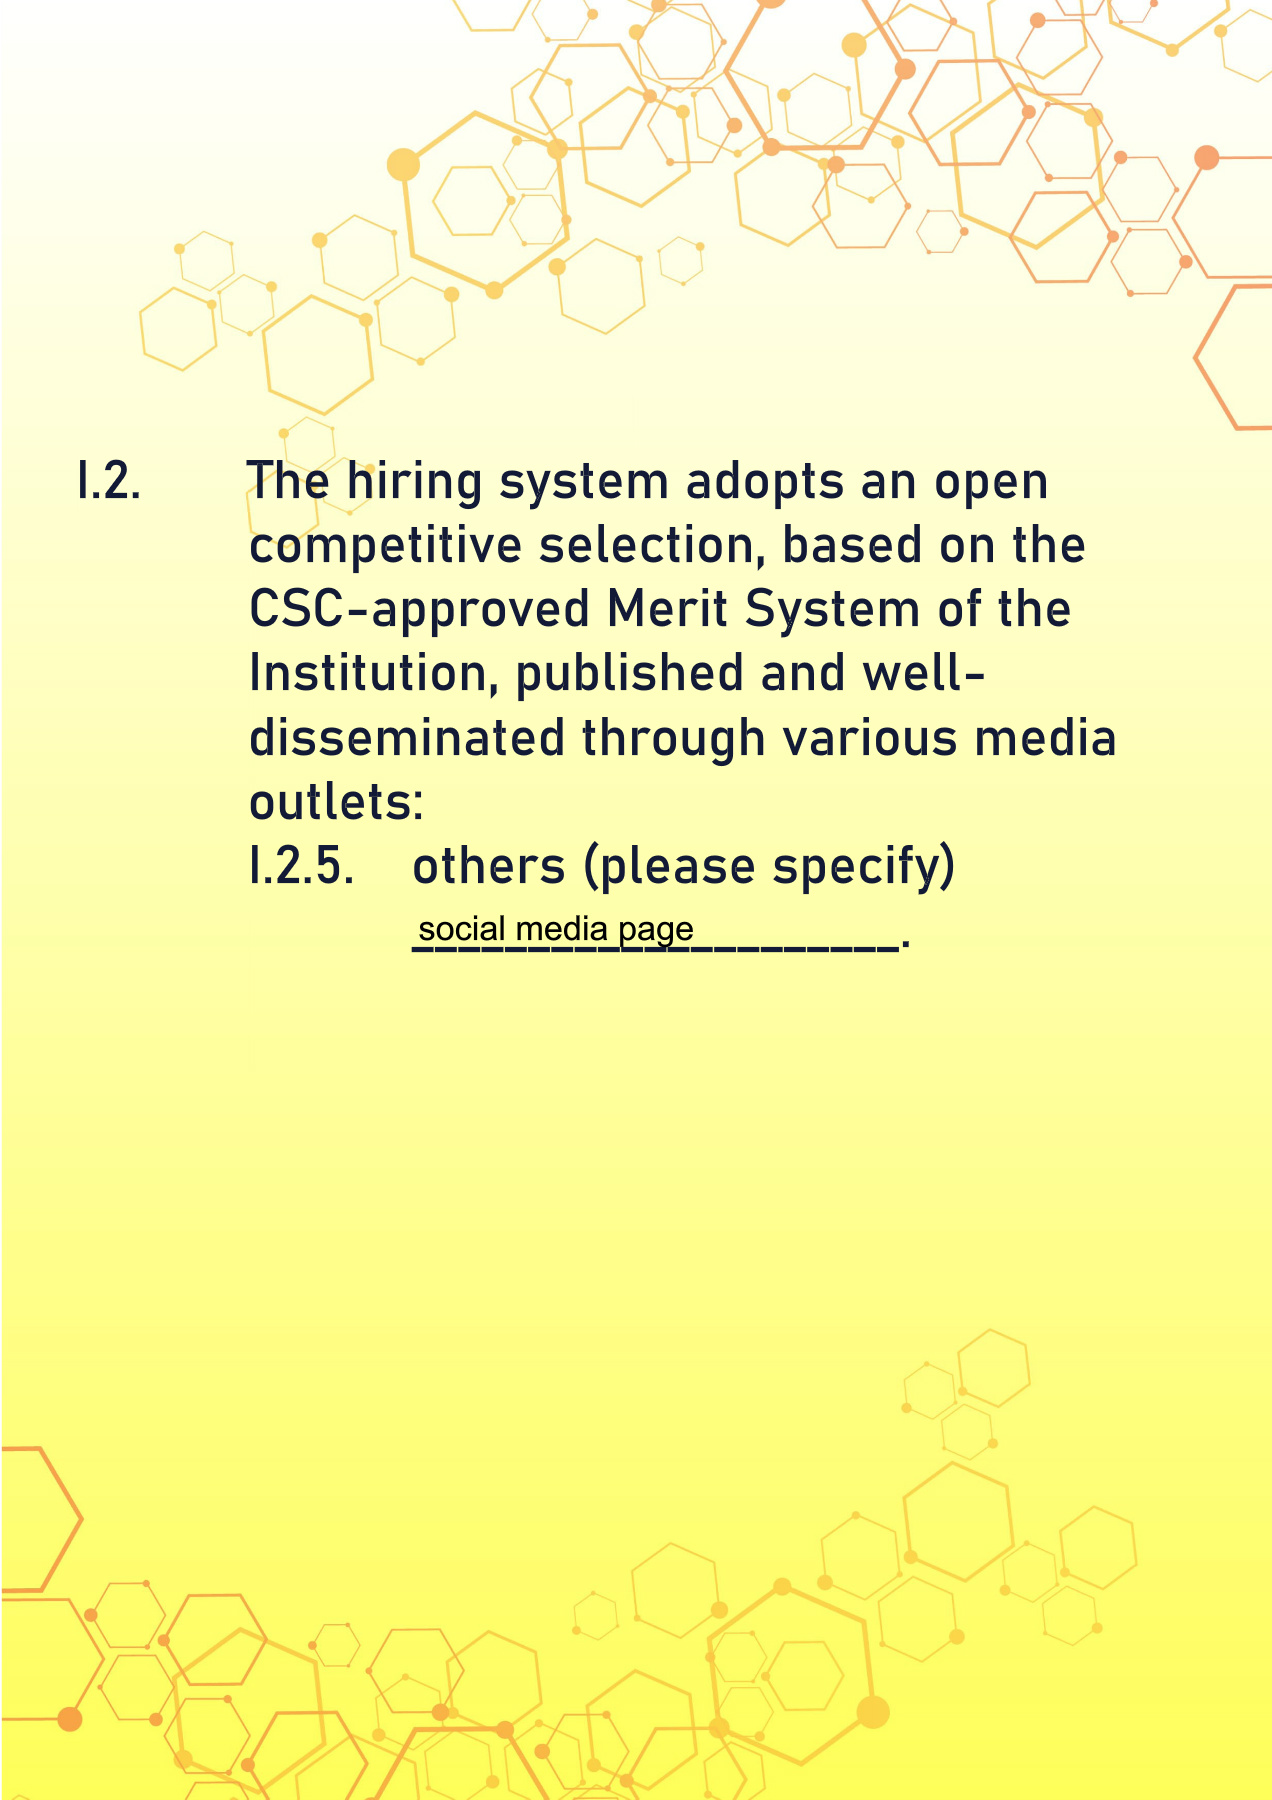 I.2. The hiring system adopts an open
competitive selection, based on the
CSC-approved Merit System of the
Institution, published and well-
disseminated through various media
outlets:
I.2.5. others (please specify)
social media page_____________________.